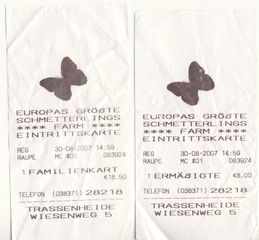 EUROPAS GRÖßTE
SCHMETTERLINGS
**** FARM ****
EINTRITTSKARTE
REG 30-08-2007 14:59
RAUPE MC #01 083924
1 FAMILIENKART
€18.50
TELEFON (038371) 28218
TRASSENHEIDE
WIESENWEG 5
EUROPAS GRÖßTE
SCHMETTERLINGS
**** FARM ****
EINTRITTSKARTE
REG 30-08-2007 14:59
RAUPE MC #01 083924
1 ERMÄßIGTE €6.00
TELEFON (038371) 28218
TRASSENHEIDE
WIESENWEG 5